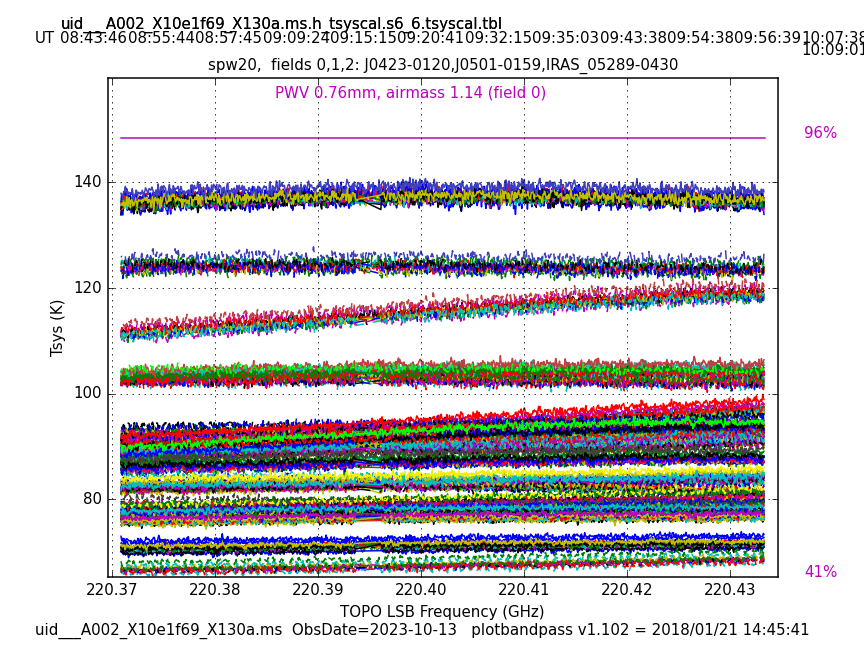 uid___A002_X10e1f69_X130a.ms.h_tsyscal.s6_6.tsyscal.tbl
UT 08:43:46 08:55:44 08:57:45 09:09:24 09:15:15 09:20:41 09:32:15 09:35:03 09:43:38 09:54:38 09:56:39 10:07:38
10:09:01
spw20, fields 0,1,2: J0423-0120,J0501-0159,IRAS_05289-0430
PWV 0.76mm, airmass 1.14 (field 0)
96%
140
120
Tsys (K)
100
80
41%
220.37 220.38 220.39 220.40 220.41 220.42 220.43
TOPO LSB Frequency (GHz)
uid___A002_X10e1f69_X130a.ms ObsDate=2023-10-13 plotbandpass v1.102 = 2018/01/21 14:45:41